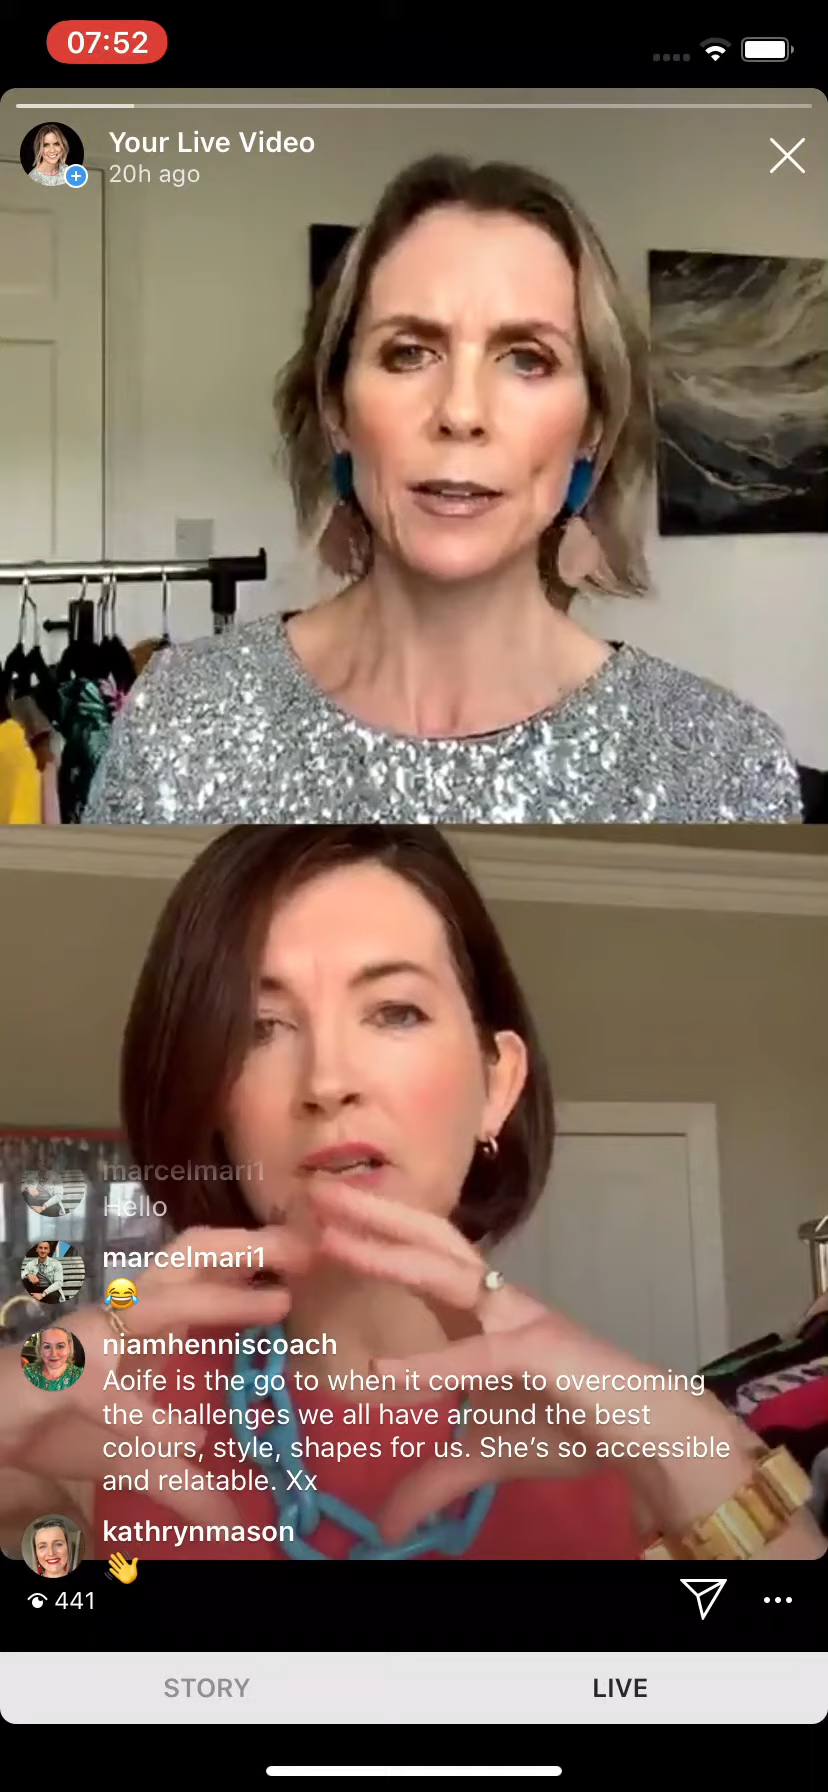 07:52
Your Live Video
20h ago
marcelmari1
Hello
marcelmari1
😂
niamhenniscoach
Aoife is the go to when it comes to overcoming
the challenges we all have around the best
colours, style, shapes for us. She's so accessible
and relatable. Xx
kathrynmason
👋
441
STORY
LIVE